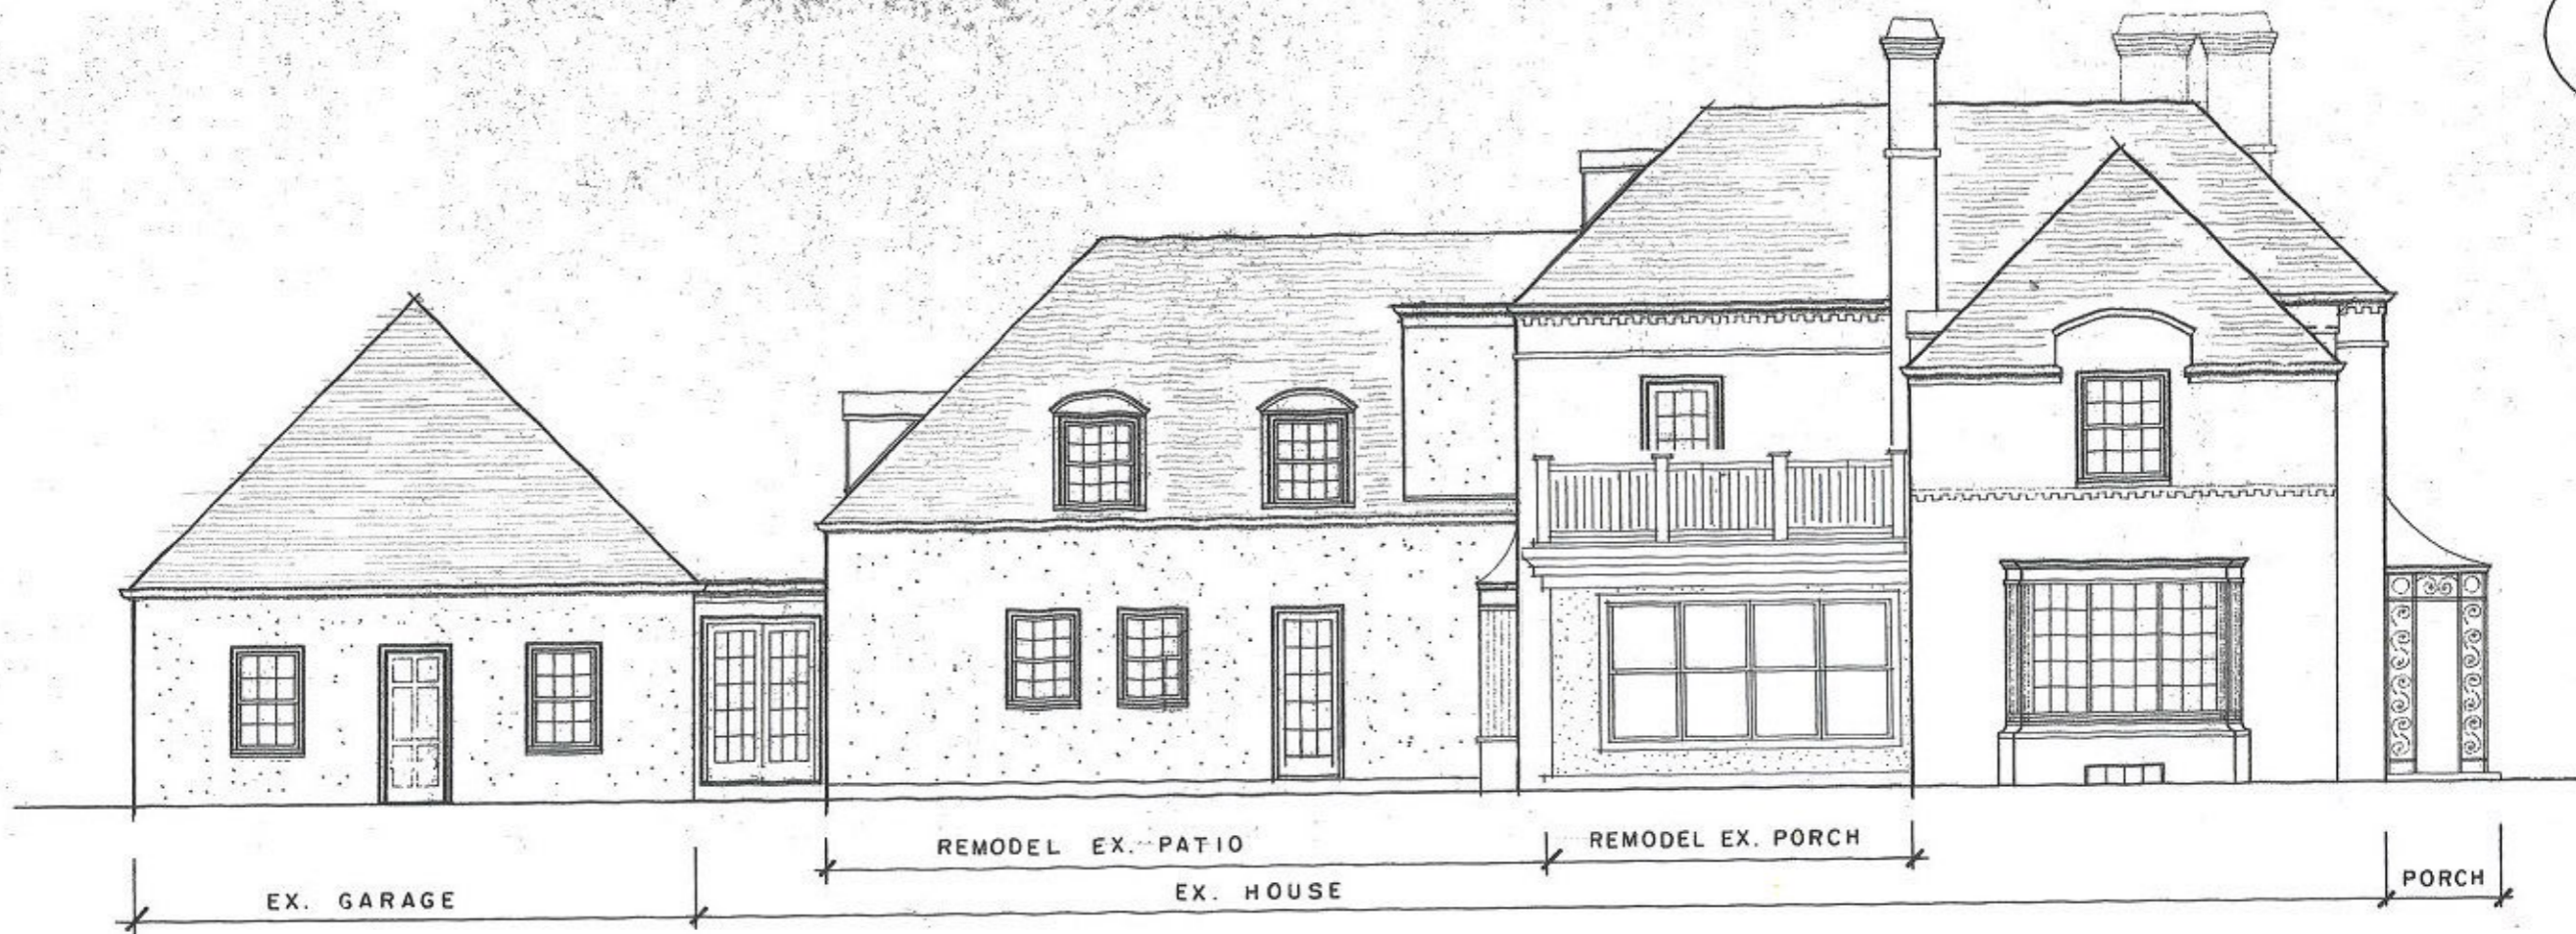 REMODEL EX. PATIO
REMODEL EX. PORCH
EX. GARAGE
EX. HOUSE
PORCH